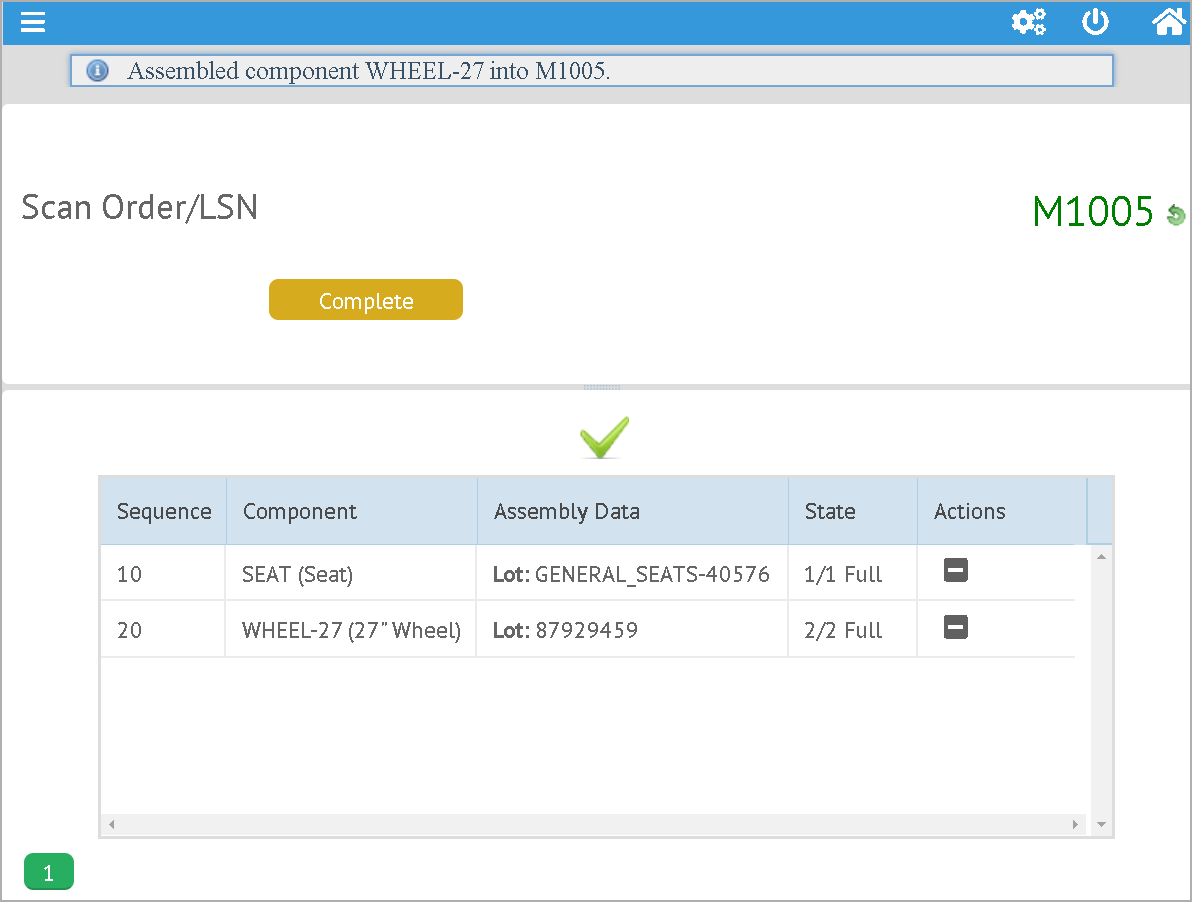 Assembled component WHEEL-27 into M1005.
Scan Order/LSN
M1005
Complete
Sequence Component Assembly Data State Actions
10 SEAT (Seat) Lot: GENERAL_SEATS-40576 1/1 Full
20 WHEEL-27 (27" Wheel) Lot: 87929459 2/2 Full
1